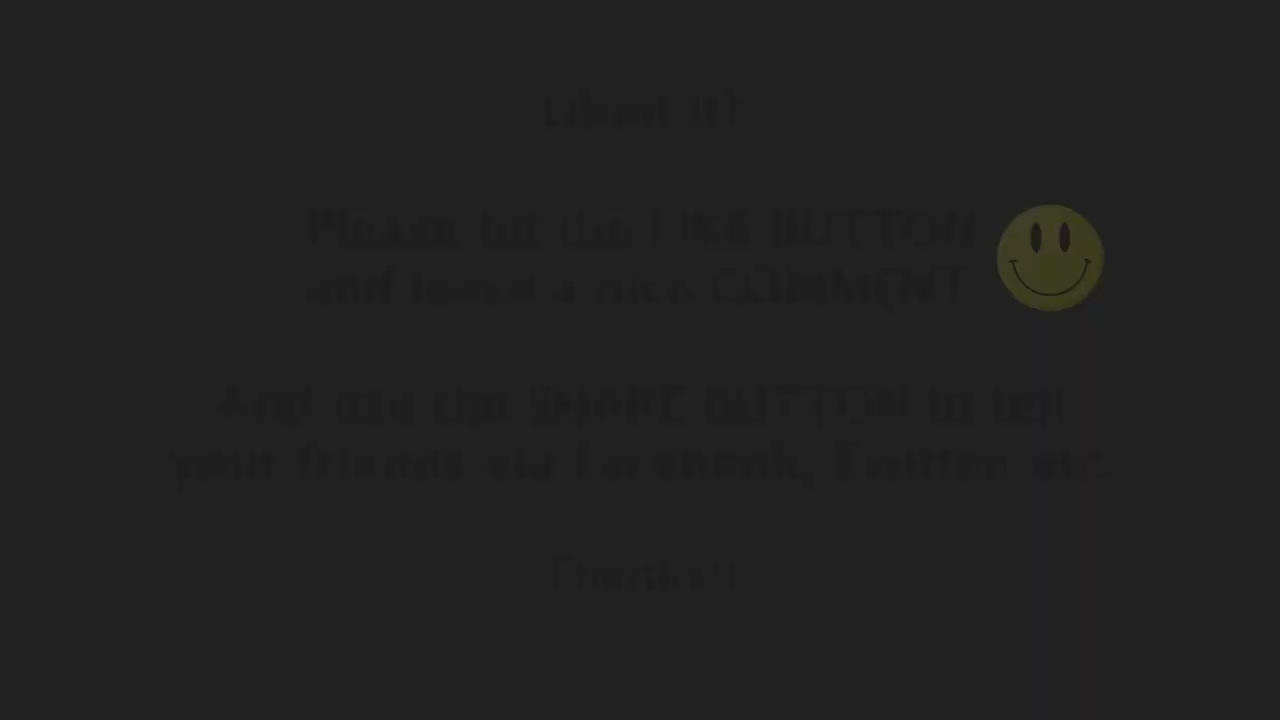 Liked it?
Please hit the LIKE BUTTON
and leave a nice COMMENT
And use the SHARE BUTTON to tell
your friends via Facebook, Twitter etc.
Thanks!!